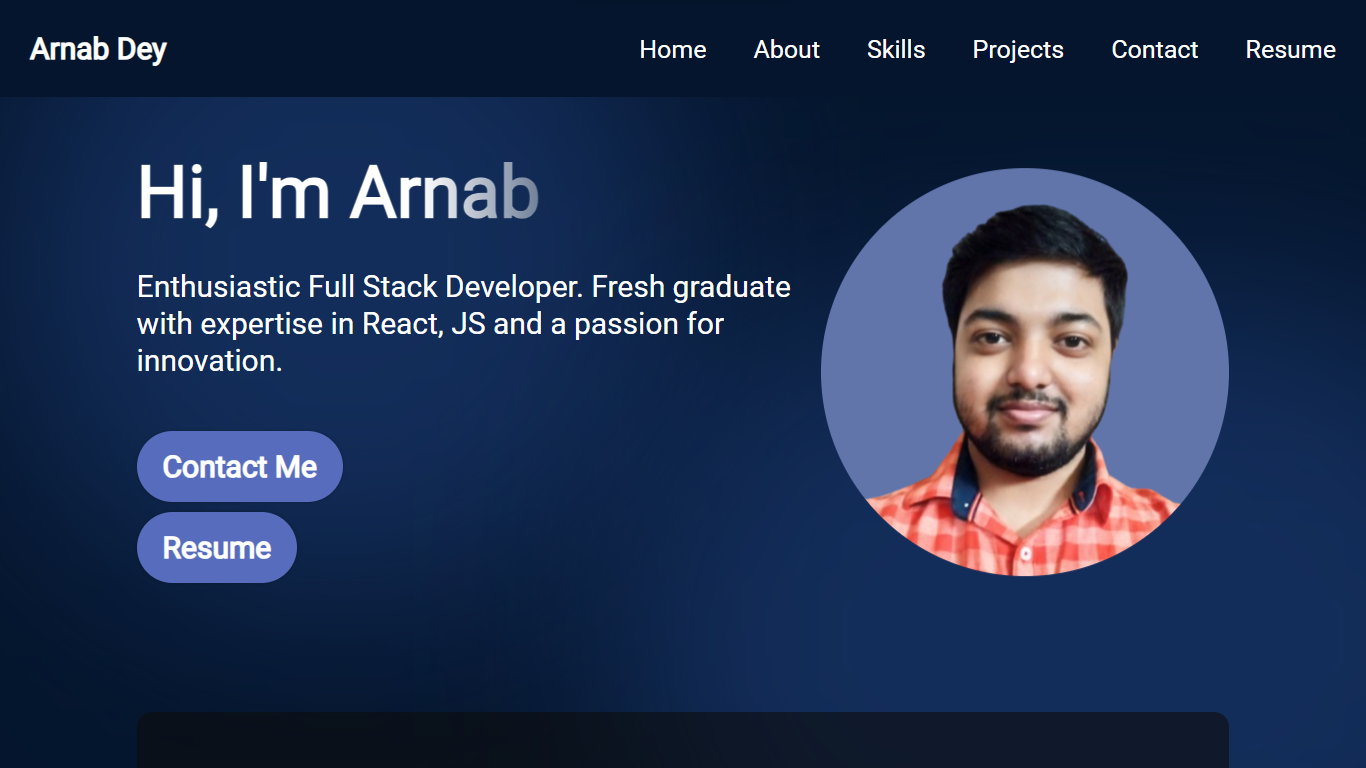 Arnab Dey
Home About Skills Projects Contact Resume
Hi, I'm Arnab
Enthusiastic Full Stack Developer. Fresh graduate
with expertise in React, JS and a passion for
innovation.
Contact Me
Resume